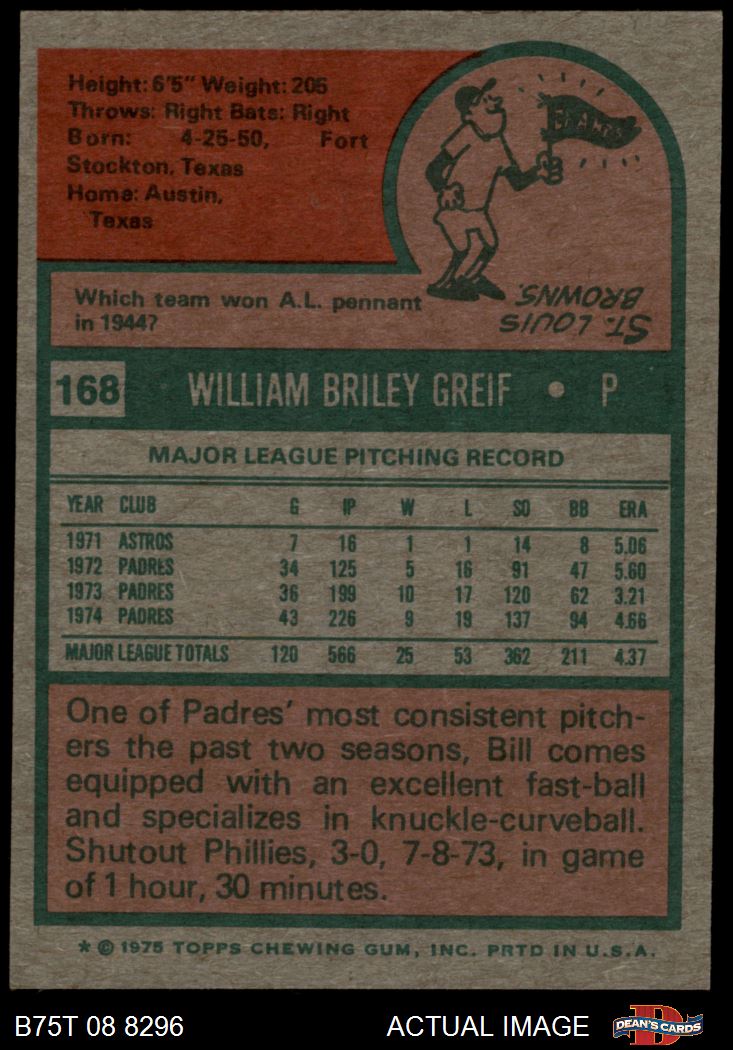 Height: 6'5" Weight: 205
Throws: Right Bats: Right
Born: 4-25-50, Fort
Stockton, Texas
Home: Austin,
Texas
CHAMPS
Which team won A.L. pennant
in 1944?
ST. LOUIS
BROWNS.
168 WILLIAM BRILEY GREIF • P
MAJOR LEAGUE PITCHING RECORD
YEAR CLUB G IP W L SO BB ERA
1971 ASTROS 7 16 1 1 14 8 5.06
1972 PADRES 34 125 5 16 91 47 5.60
1973 PADRES 36 199 10 17 120 62 3.21
1974 PADRES 43 226 9 19 137 94 4.66
MAJOR LEAGUE TOTALS 120 566 25 53 362 211 4.37
One of Padres' most consistent pitch-
ers the past two seasons, Bill comes
equipped with an excellent fast-ball
and specializes in knuckle-curveball.
Shutout Phillies, 3-0, 7-8-73, in game
of 1 hour, 30 minutes.
* © 1975 TOPPS CHEWING GUM, INC. PRTD IN U.S.A.
B75T 08 8296 ACTUAL IMAGE DEAN'S CARDS